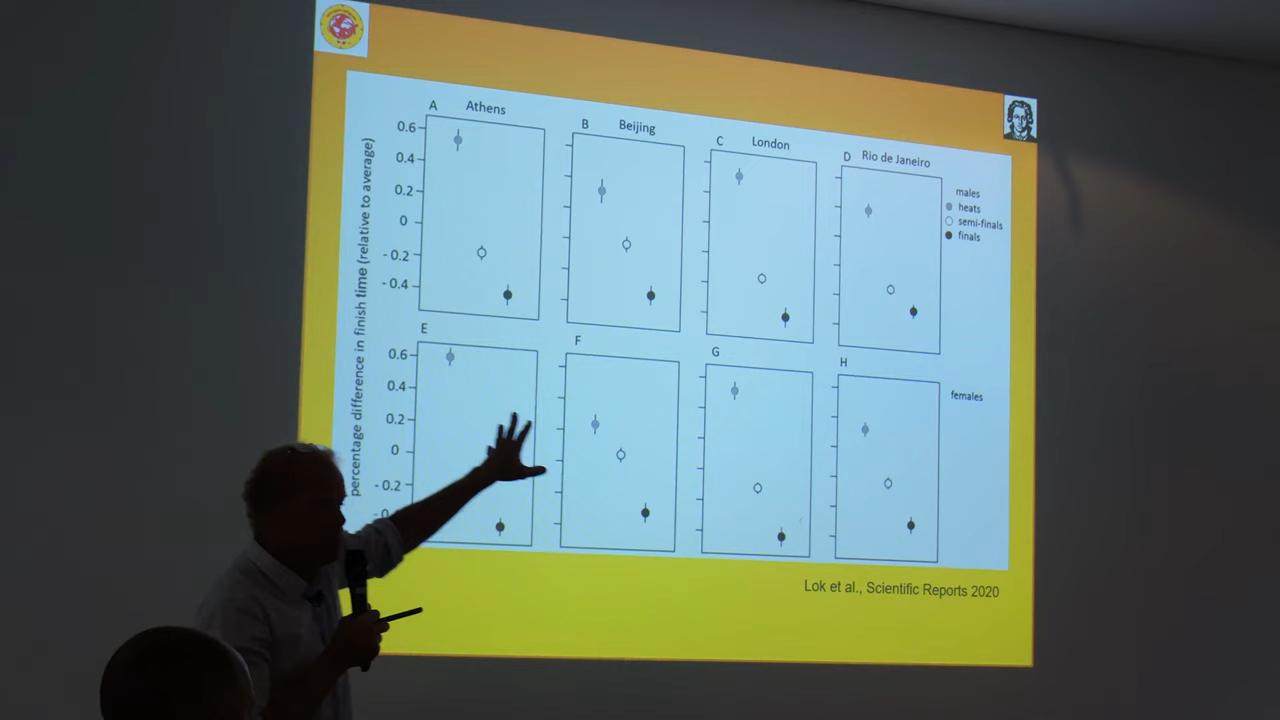 A Athens
B Beijing
C London
D Rio de Janeiro
percentage difference in finish time (relative to average)
0.6
0.4
0.2
0
- 0.2
- 0.4
males
heats
semi-finals
finals
E
F
G
H
0.6
0.4
0.2
0
- 0.2
females
Lok et al., Scientific Reports 2020